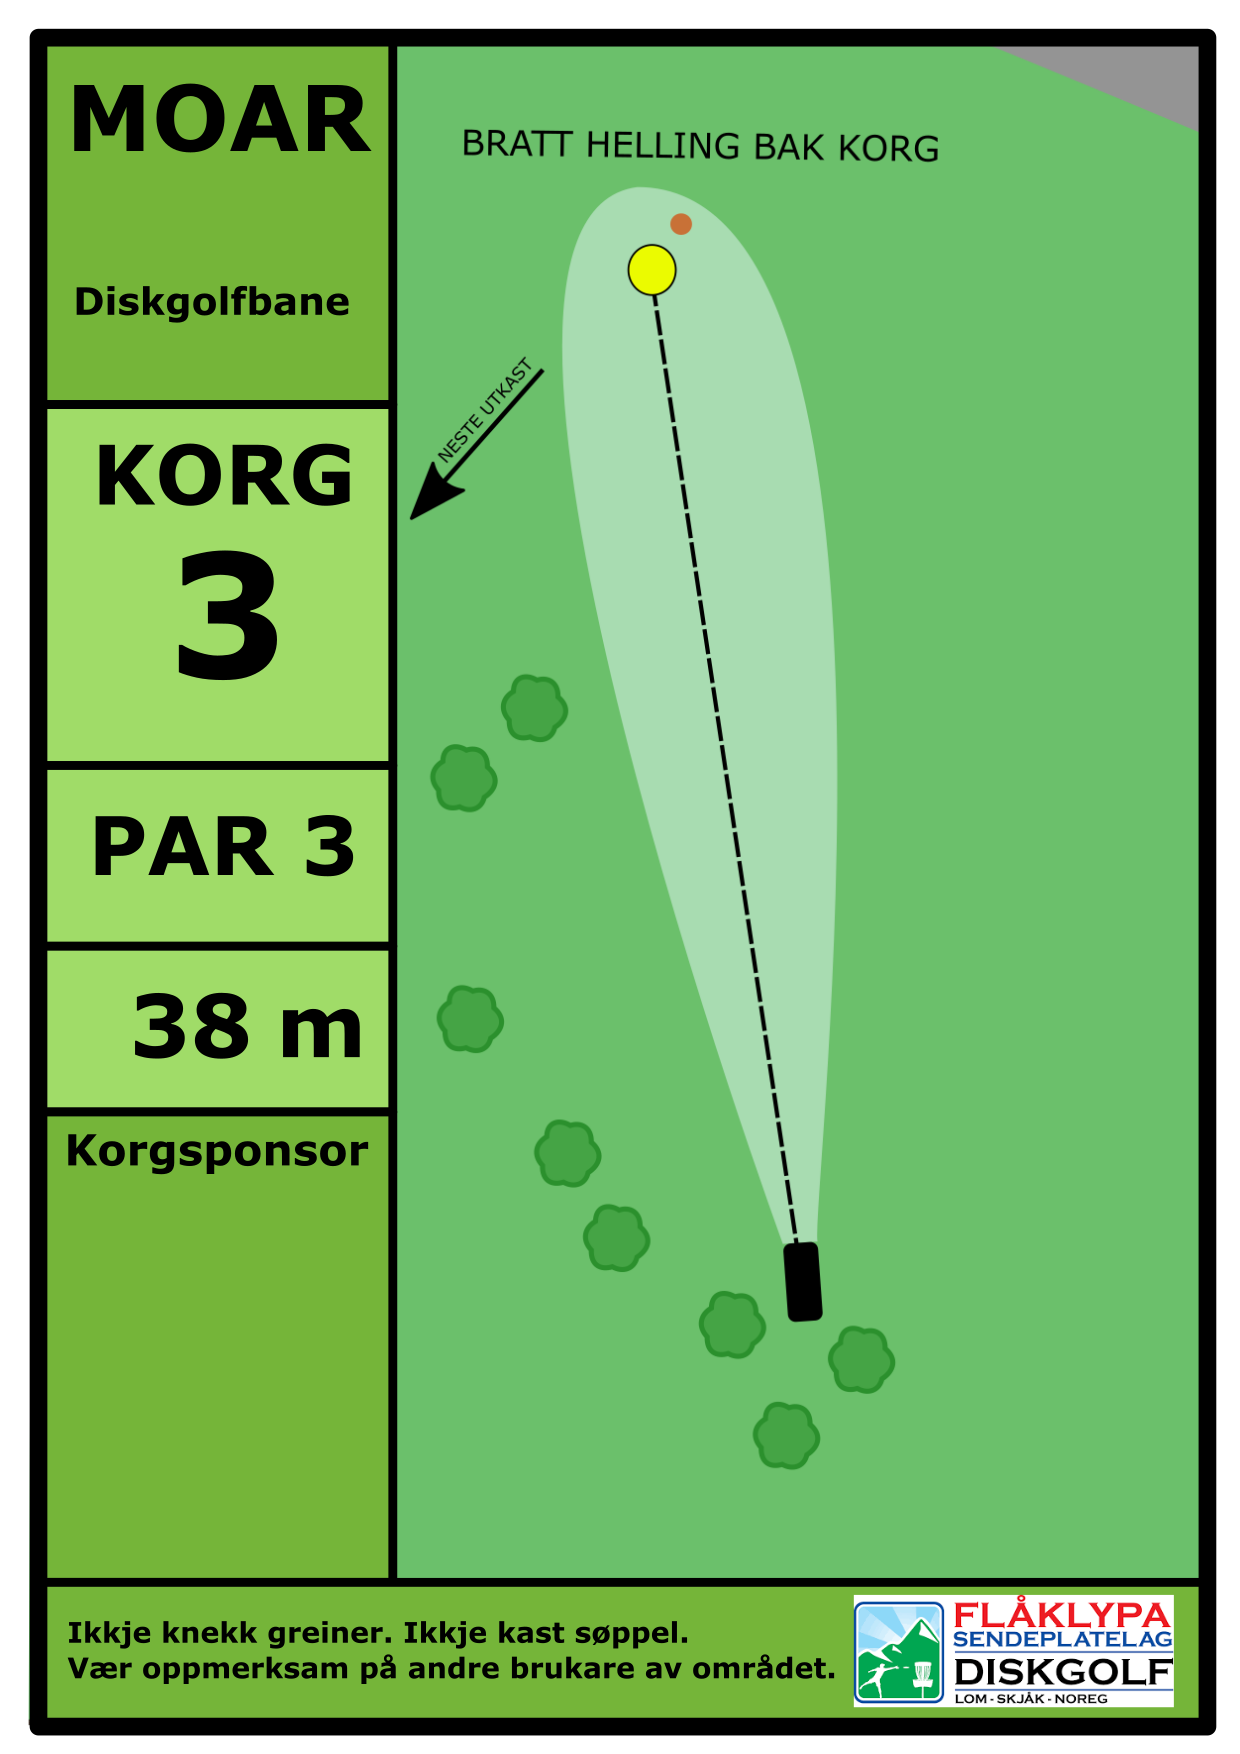 MOAR
Diskgolfbane
KORG
3
PAR 3
38 m
Korgsponsor
BRATT HELLING BAK KORG
NESTE UTKAST
Ikkje knekk greiner. Ikkje kast søppel.
Vær oppmerksam på andre brukare av området.
FLÅKLYPA
SENDEPLATELAG
DISKGOLF
LOM - SKJÅK - NOREG